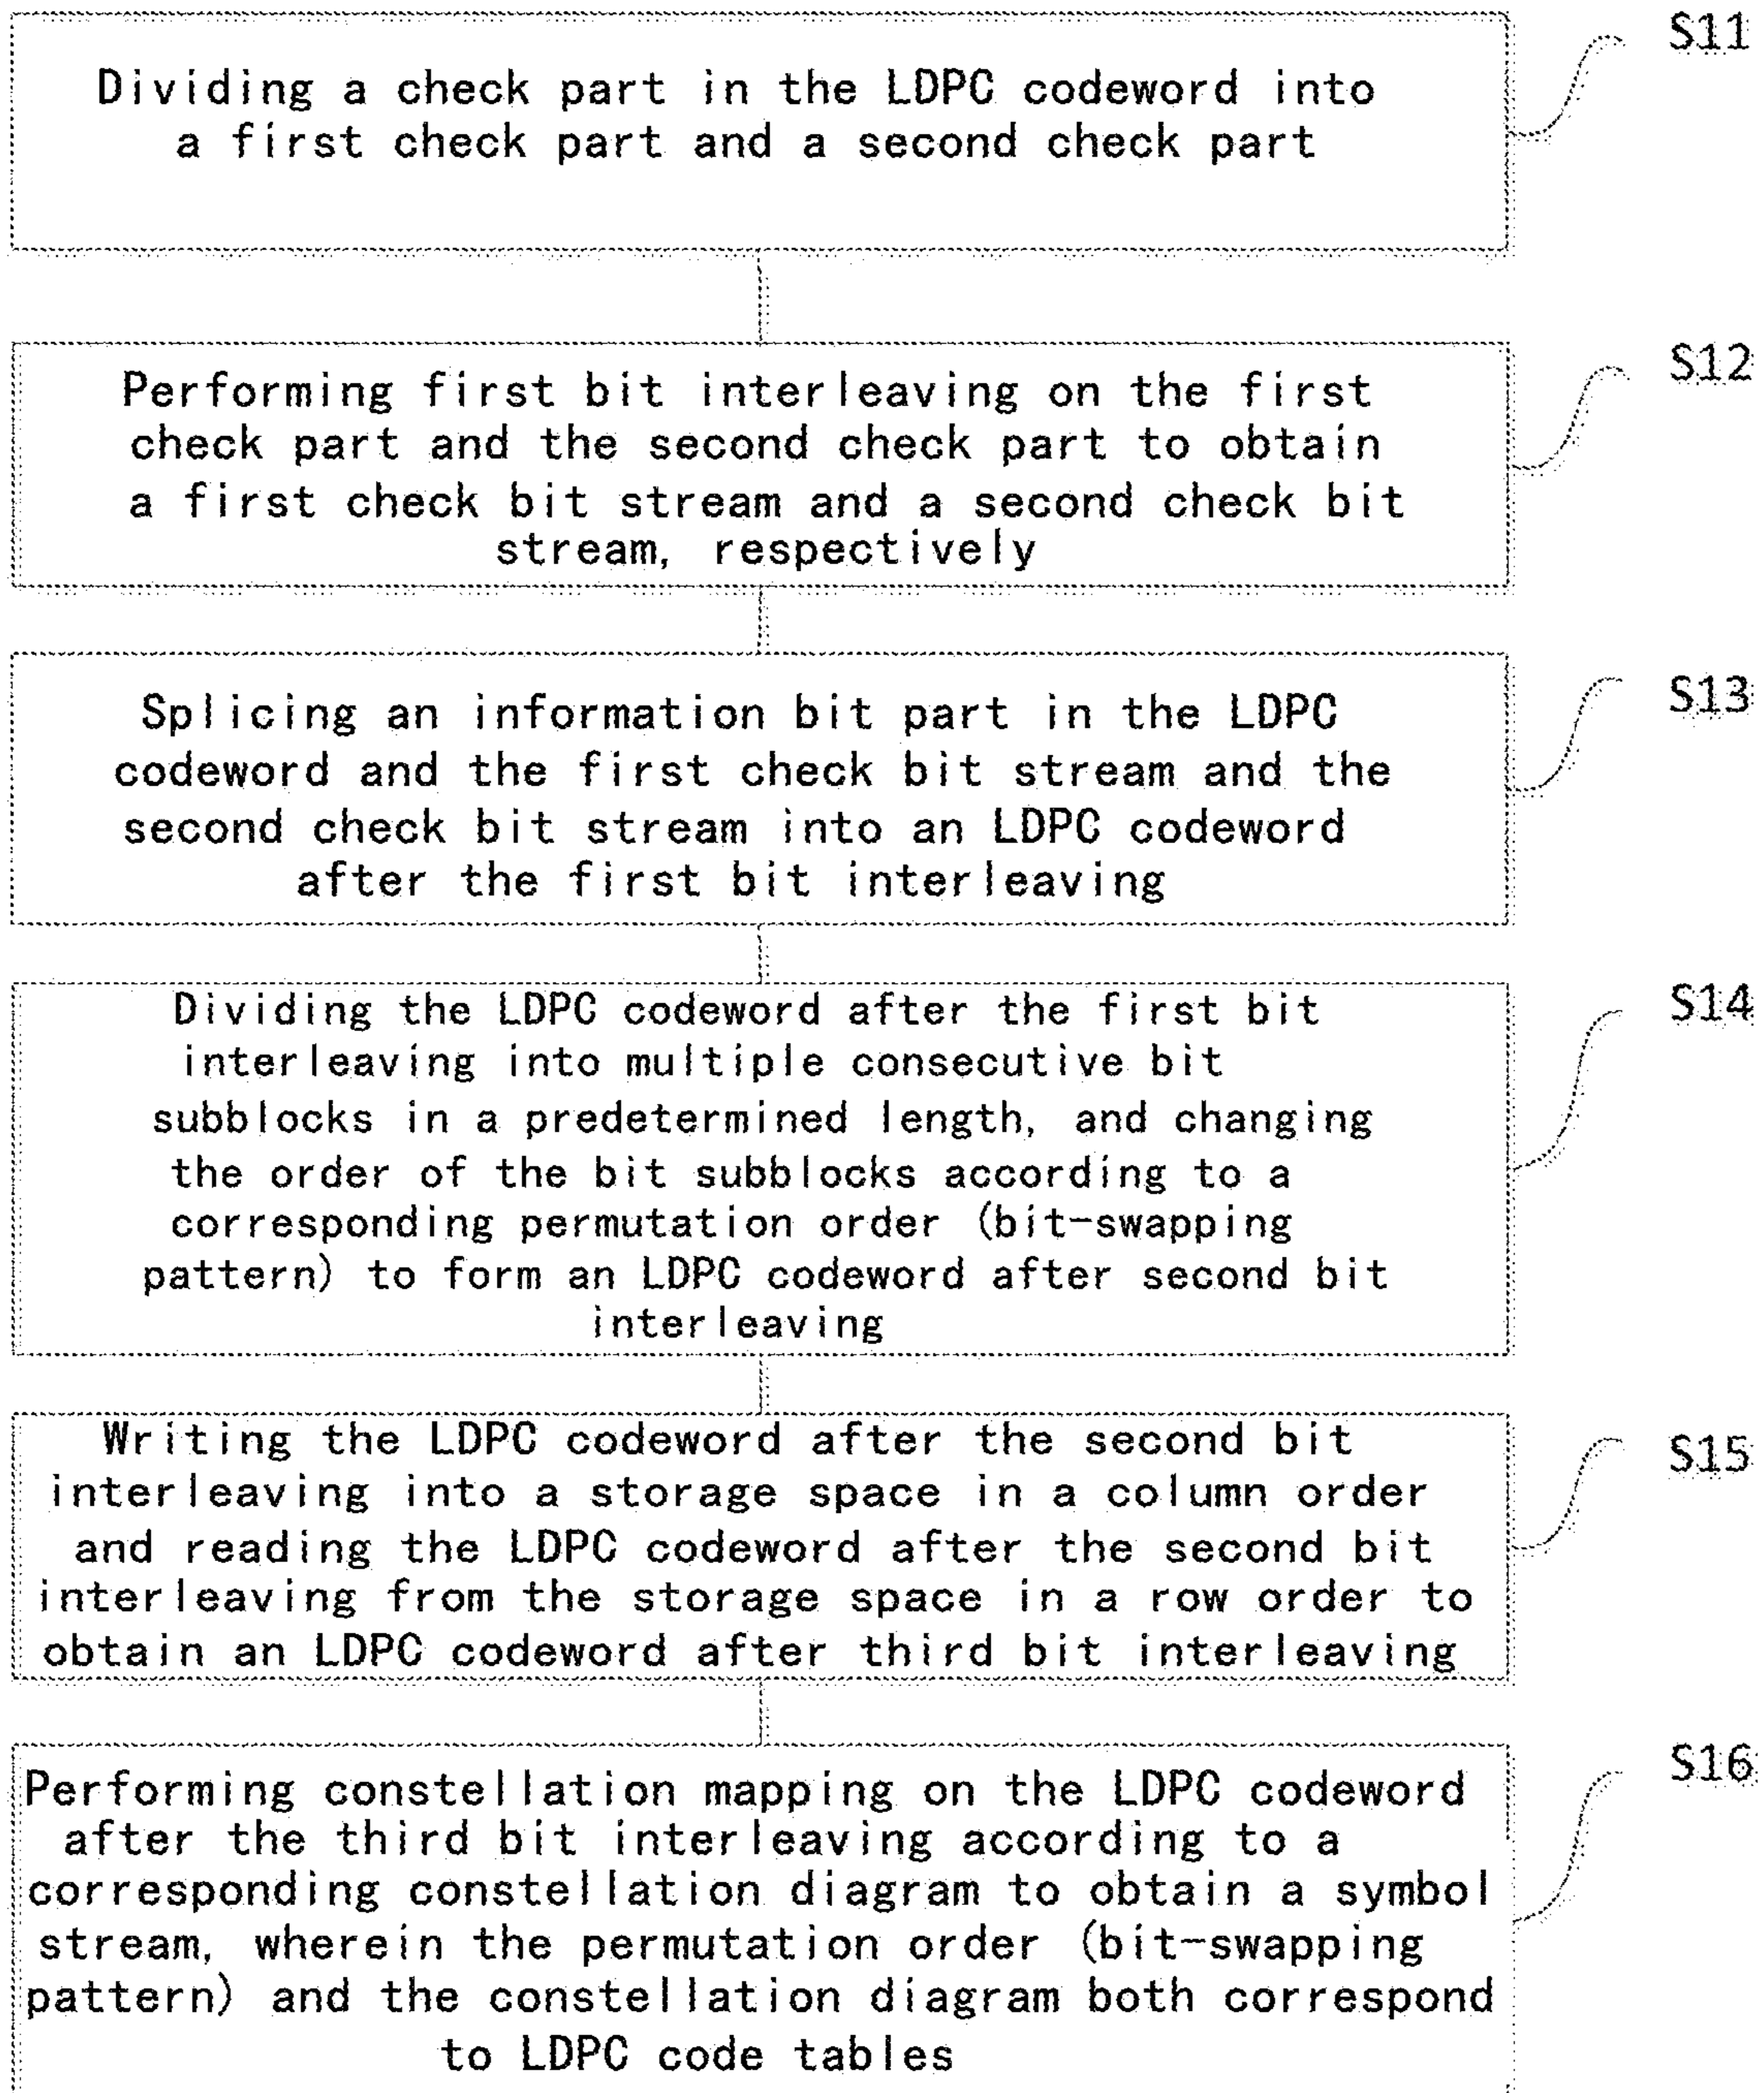 S11
Dividing a check part in the LDPC codeword into
a first check part and a second check part
S12
Performing first bit interleaving on the first
check part and the second check part to obtain
a first check bit stream and a second check bit
stream, respectively
S13
Splicing an information bit part in the LDPC
codeword and the first check bit stream and the
second check bit stream into an LDPC codeword
after the first bit interleaving
S14
Dividing the LDPC codeword after the first bit
interleaving into multiple consecutive bit
subblocks in a predetermined length, and changing
the order of the bit subblocks according to a
corresponding permutation order (bit-swapping
pattern) to form an LDPC codeword after second bit
interleaving
S15
Writing the LDPC codeword after the second bit
interleaving into a storage space in a column order
and reading the LDPC codeword after the second bit
interleaving from the storage space in a row order to
obtain an LDPC codeword after third bit interleaving
S16
Performing constellation mapping on the LDPC codeword
after the third bit interleaving according to a
corresponding constellation diagram to obtain a symbol
stream, wherein the permutation order (bit-swapping
pattern) and the constellation diagram both correspond
to LDPC code tables